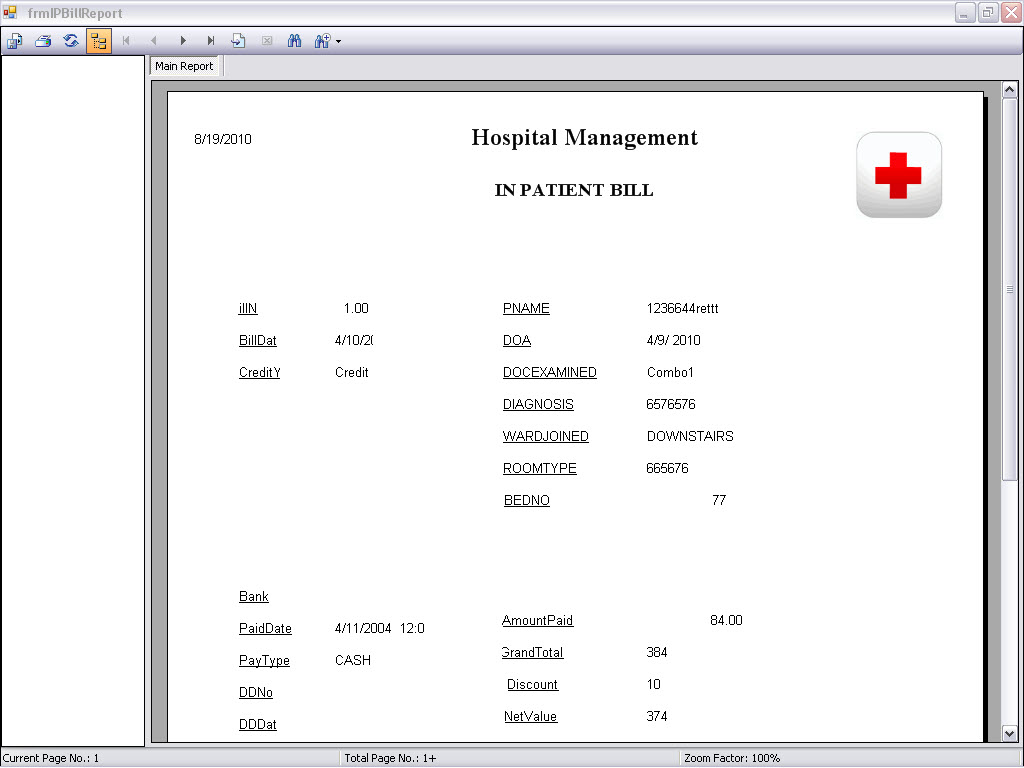 frmIPBillReport
Main Report
8/19/2010
Hospital Management
IN PATIENT BILL
illN 1.00
BillDat 4/10/20
CreditY Credit
PNAME 1236644rettt
DOA 4/9/ 2010
DOCEXAMINED Combo1
DIAGNOSIS 6576576
WARDJOINED DOWNSTAIRS
ROOMTYPE 665676
BEDNO 77
Bank
PaidDate 4/11/2004 12:0
PayType CASH
DDNo
DDDat
AmountPaid 84.00
GrandTotal 384
Discount 10
NetValue 374
Current Page No.: 1
Total Page No.: 1+
Zoom Factor: 100%